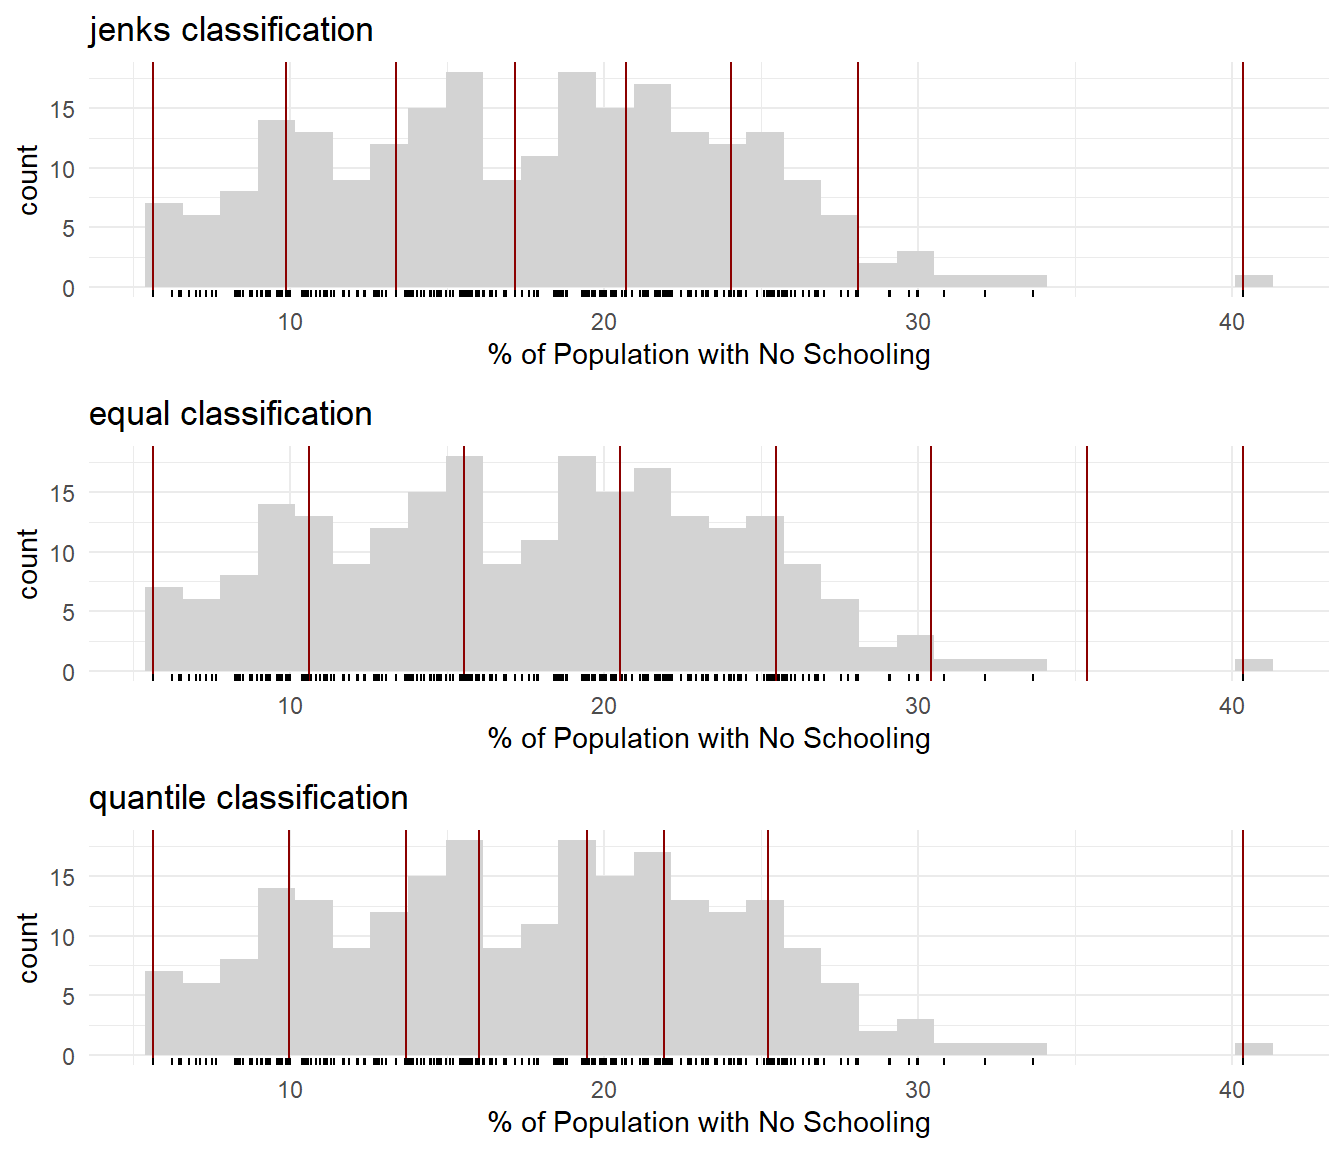 jenks classification
15
10
5
0
count
10 20 30 40
% of Population with No Schooling
equal classification
15
10
5
0
count
10 20 30 40
% of Population with No Schooling
quantile classification
15
10
5
0
count
10 20 30 40
% of Population with No Schooling